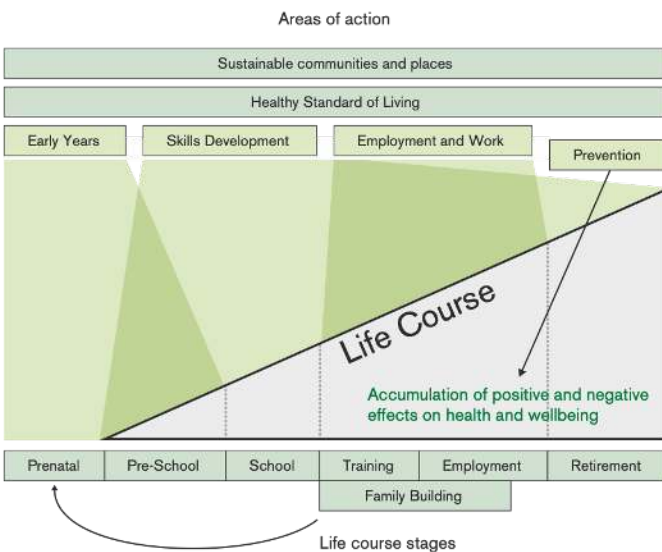 Areas of action
Sustainable communities and places
Healthy Standard of Living
Early Years
Skills Development
Employment and Work
Prevention
Life Course
Accumulation of positive and negative
effects on health and wellbeing
Prenatal
Pre-School
School
Training
Employment
Retirement
Family Building
Life course stages